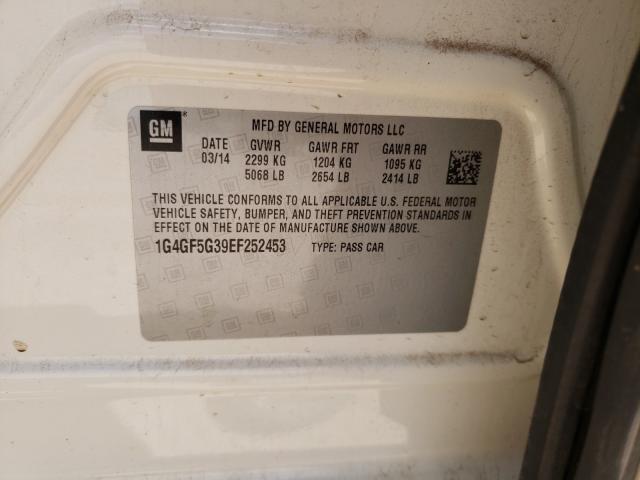 GM
MFD BY GENERAL MOTORS LLC
DATE GVWR GAWR FRT GAWR RR
03/14 2299 KG 1204 KG 1095 KG
5068 LB 2654 LB 2414 LB
THIS VEHICLE CONFORMS TO ALL APPLICABLE U.S. FEDERAL MOTOR
VEHICLE SAFETY, BUMPER, AND THEFT PREVENTION STANDARDS IN
EFFECT ON THE DATE OF MANUFACTURE SHOWN ABOVE.
1G4GF5G39EF252453 TYPE: PASS CAR